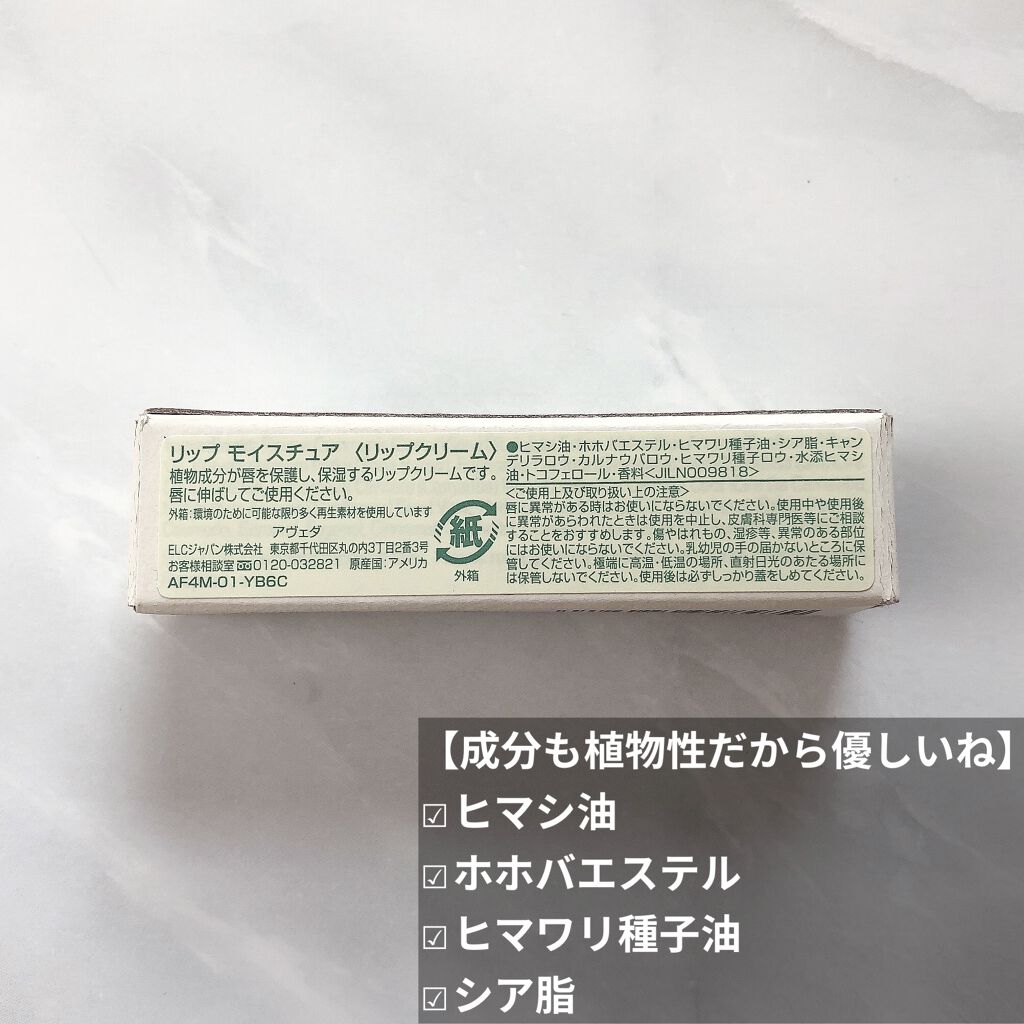 リップ モイスチュア 〈リップクリーム〉
植物成分が唇を保護し、保湿するリップクリームです。
唇に伸ばしてご使用ください。
外箱:環境のために可能な限り多く再生素材を使用しています
アヴェダ
ELCジャパン株式会社 東京都千代田区丸の内3丁目2番3号
お客様相談室☎0120-032821 原産国:アメリカ
AF4M-01-YB6C
紙
外箱
●ヒマシ油・ホホバエステル・ヒマワリ種子油・シア脂・キャン
デリラロウ・カルナウバロウ・ヒマワリ種子ロウ・水添ヒマシ
油・トコフェロール・香料<JILN009818>
<ご使用上及び取り扱い上の注意>
唇に異常がある時はお使いにならないでください。使用中や使用後
に異常があらわれたときは使用を中止し、皮膚科専門医等にご相談
することをおすすめします。傷やはれもの、湿疹等、異常のある部位
にはお使いにならないでください。乳幼児の手の届かないところに保
管してください。極端に高温・低温の場所、直射日光のあたる場所に
は保管しないでください。使用後は必ずしっかり蓋をしめてください。
【成分も植物性だから優しいね】
☑ヒマシ油
☑ホホバエステル
☑ヒマワリ種子油
☑シア脂